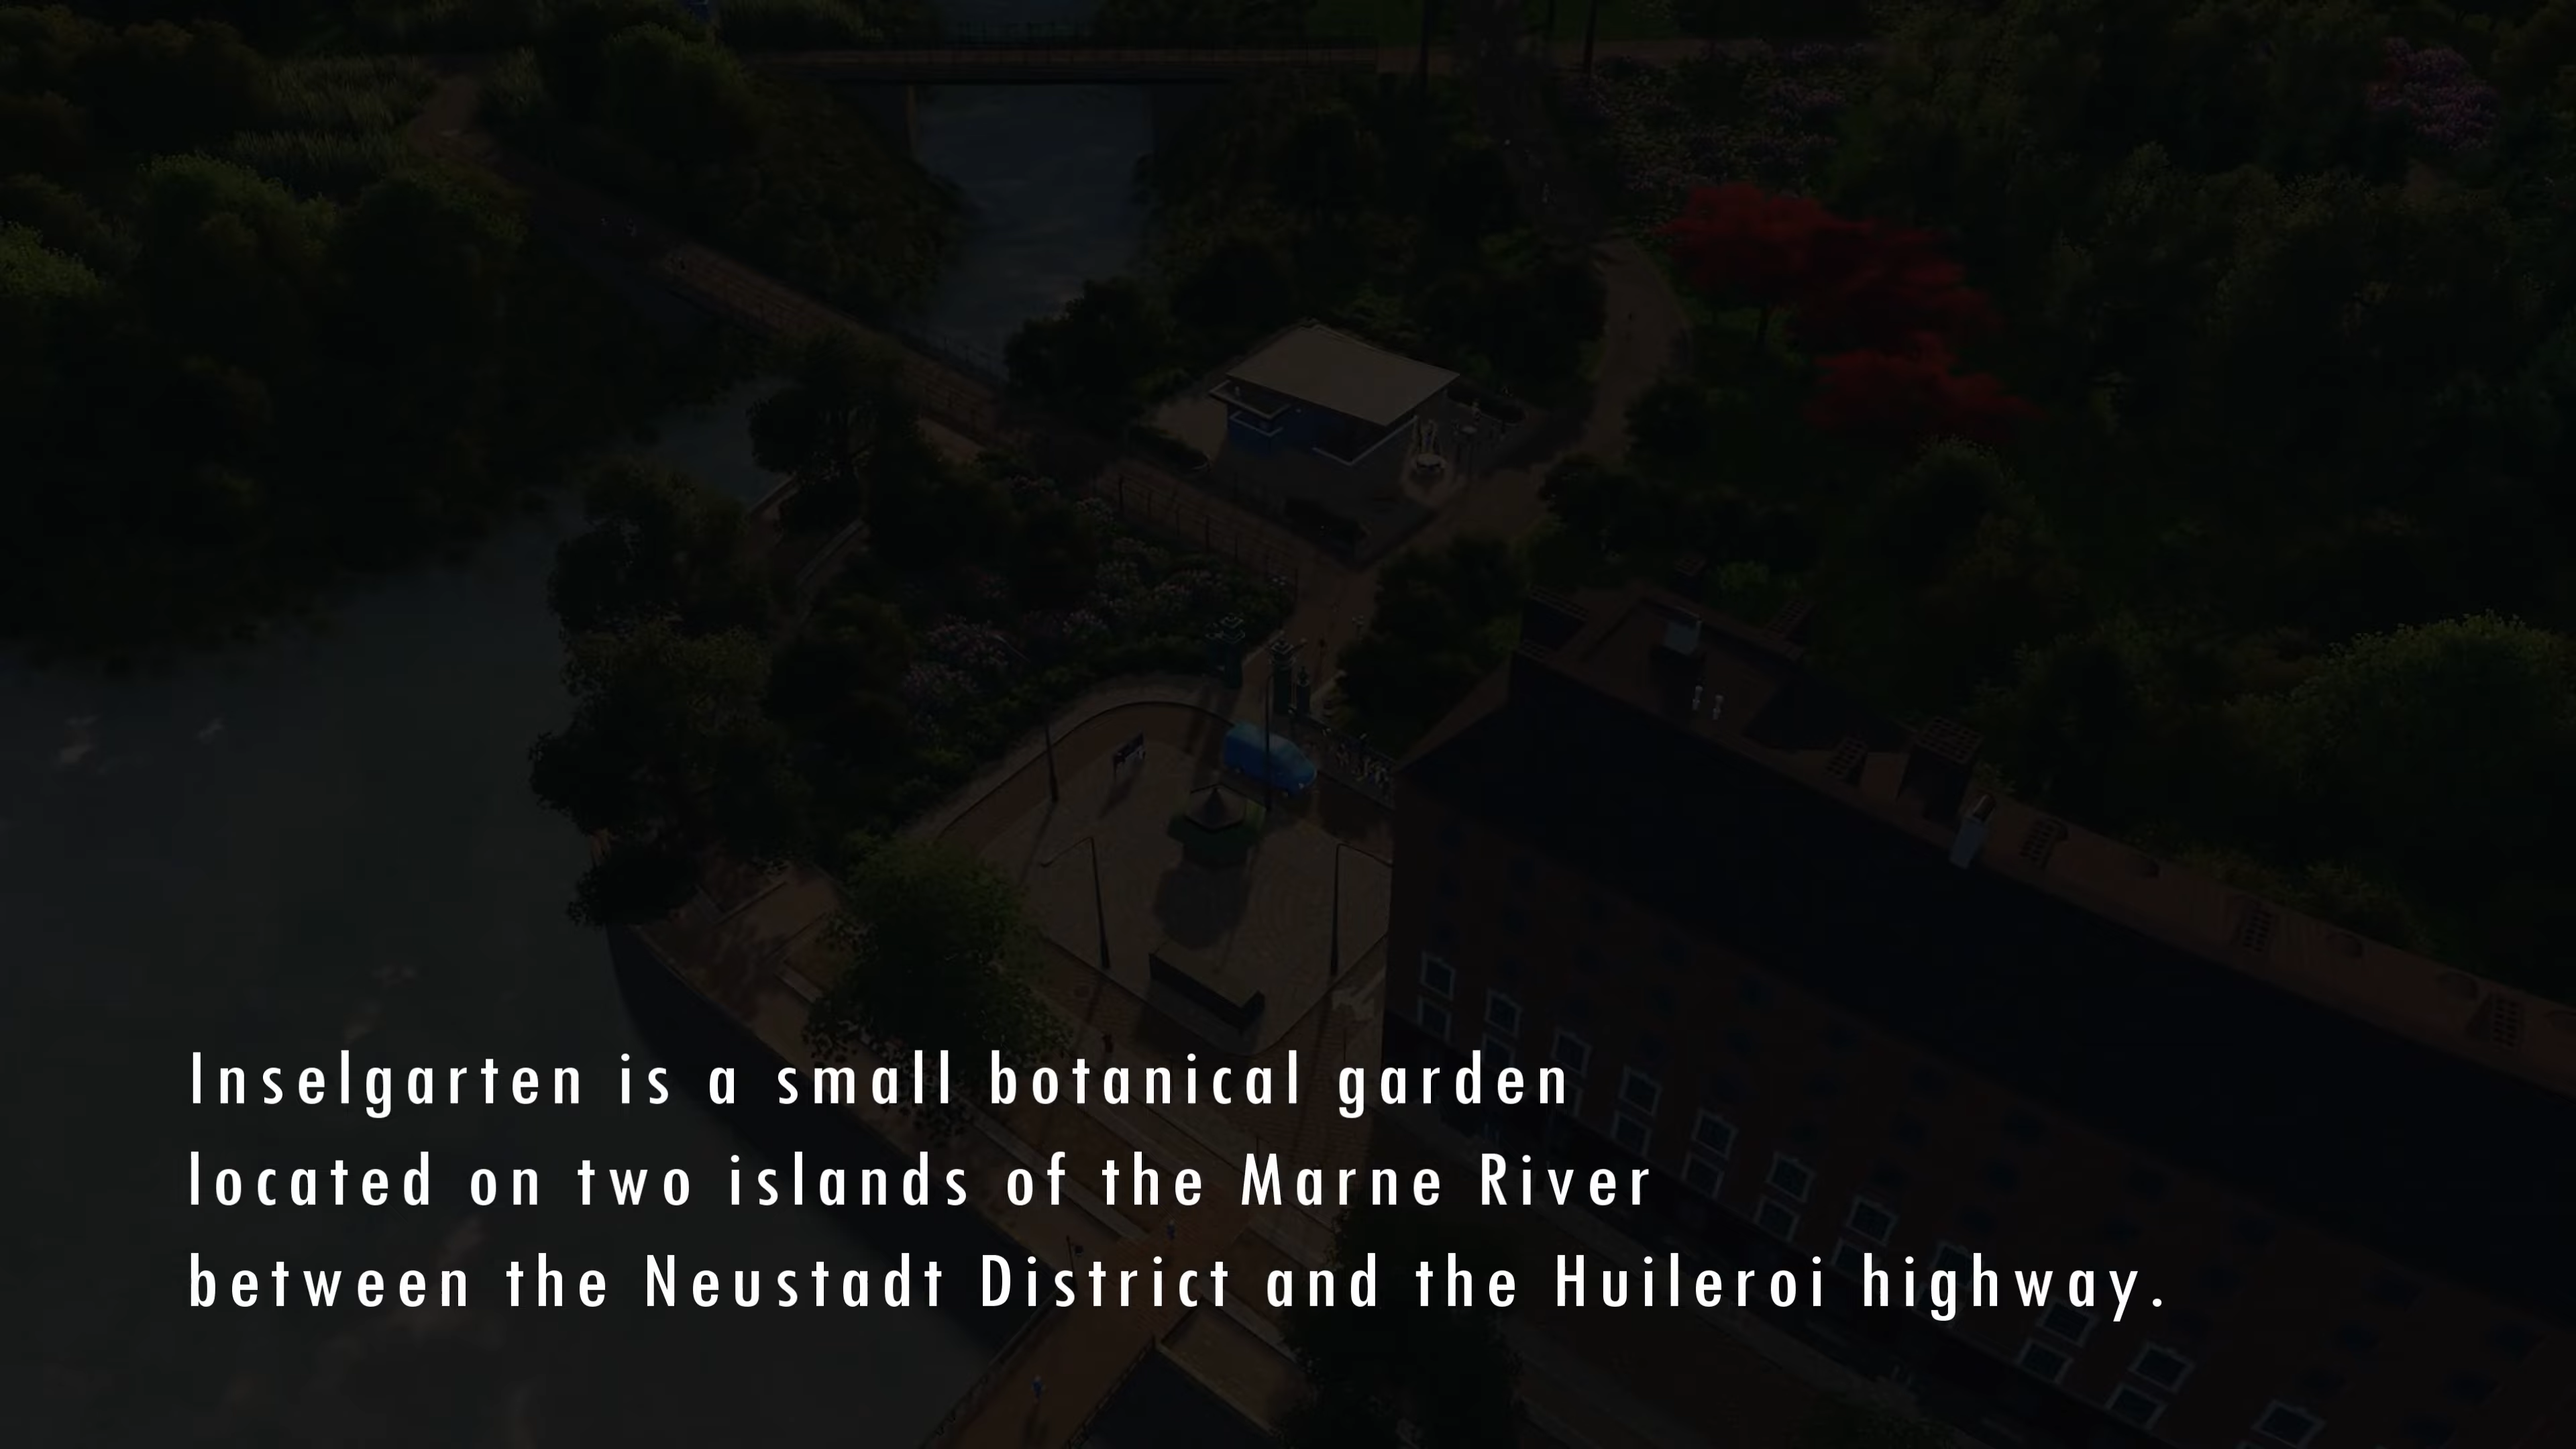 Inselgarten is a small botanical garden
located on two islands of the Marne River
between the Neustadt District and the Huileroi highway.